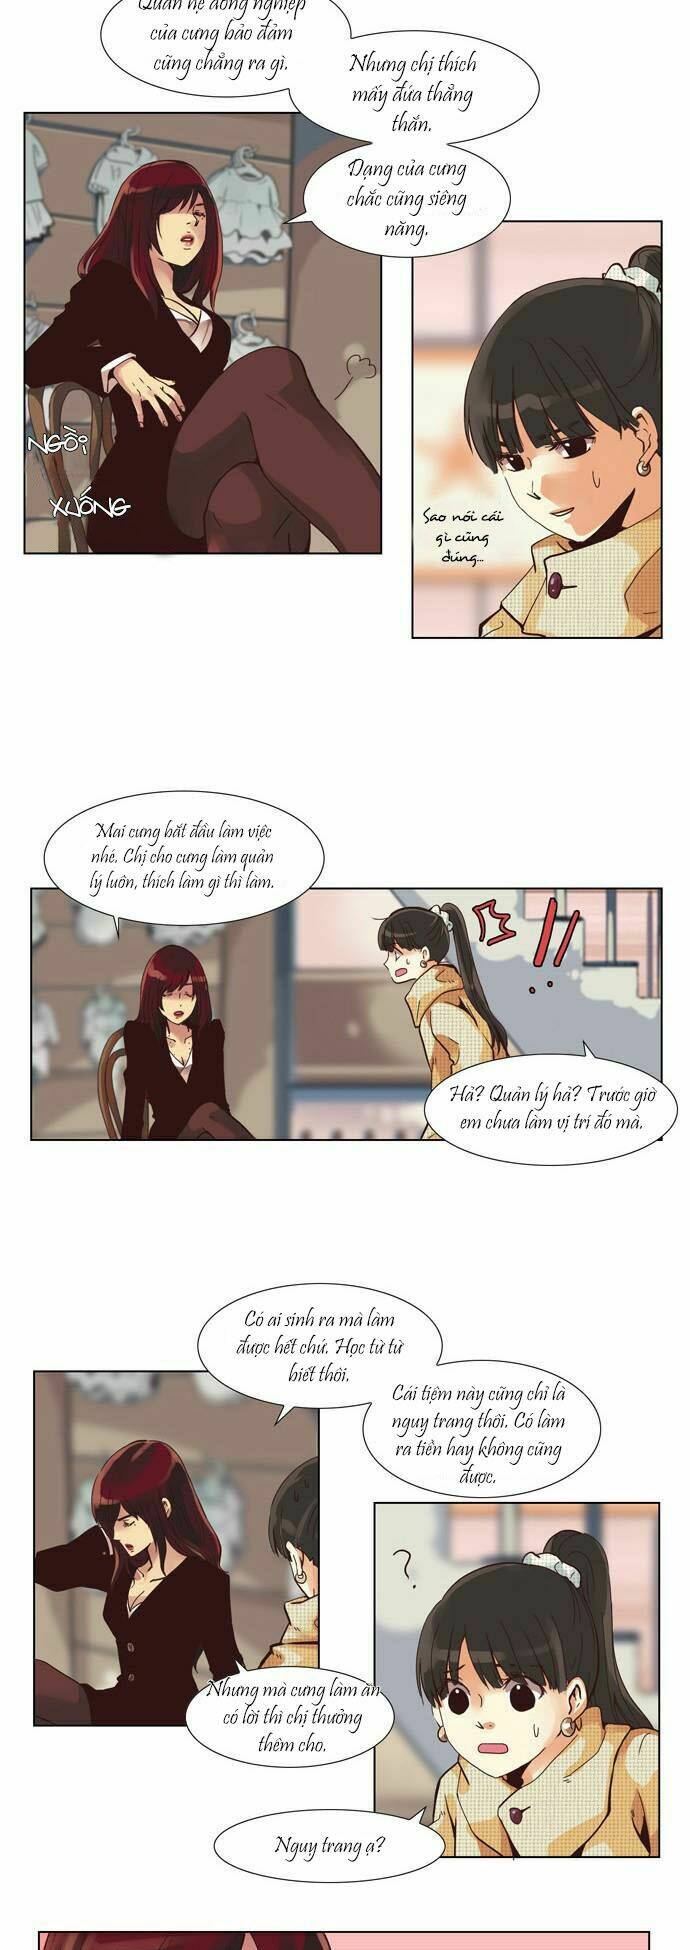 Quan hệ đồng nghiệp
của cưng bảo đảm
cũng chẳng ra gì.
Nhưng chị thích
mấy đứa thẳng
thắn.
Dạng của cưng
chắc cũng siêng
năng.
NGỒI
XUỐNG
Sao nói cái
gì cũng
đúng...
Mai cưng bắt đầu làm việc
nhé. Chị cho cưng làm quản
lý luôn, thích làm gì thì làm.
Hả? Quản lý hả? Trước giờ
em chưa làm vị trí đó mà.
Có ai sinh ra mà làm
được hết chứ. Học từ từ
biết thôi.
Cái tiệm này cũng chỉ là
nguy trang thôi. Có làm
ra tiền hay không cũng
được.
?
Nhưng mà cưng làm ăn
có lời thì chị thưởng
thêm cho.
Nguy trang ạ?